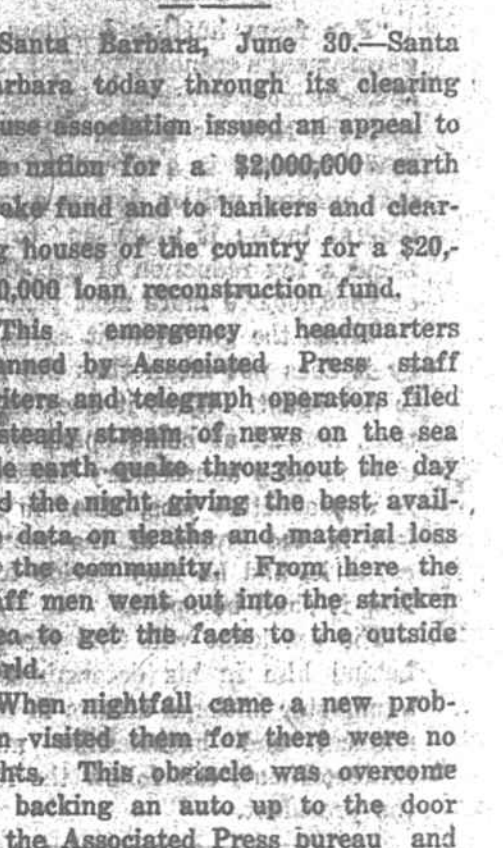 Santa Barbara, June 30.—Santa
arbara today through its clearing
use association issued an appeal to
e nation for a $2,000,000 earth
ake fund and to bankers and clear-
g houses of the country for a $20,-
0,000 loan reconstruction fund.
This emergency headquarters
anned by Associated Press staff
iters and telegraph operators filed
steady stream of news on the sea
de earth quake throughout the day
d the night giving the best avail-
e data on deaths and material loss
the community. From here the
aff men went out into the stricken
ea to get the facts to the outside
rld.
When nightfall came a new prob-
m visited them for there were no
hts. This obstacle was overcome
backing an auto up to the door
the Associated Press bureau and